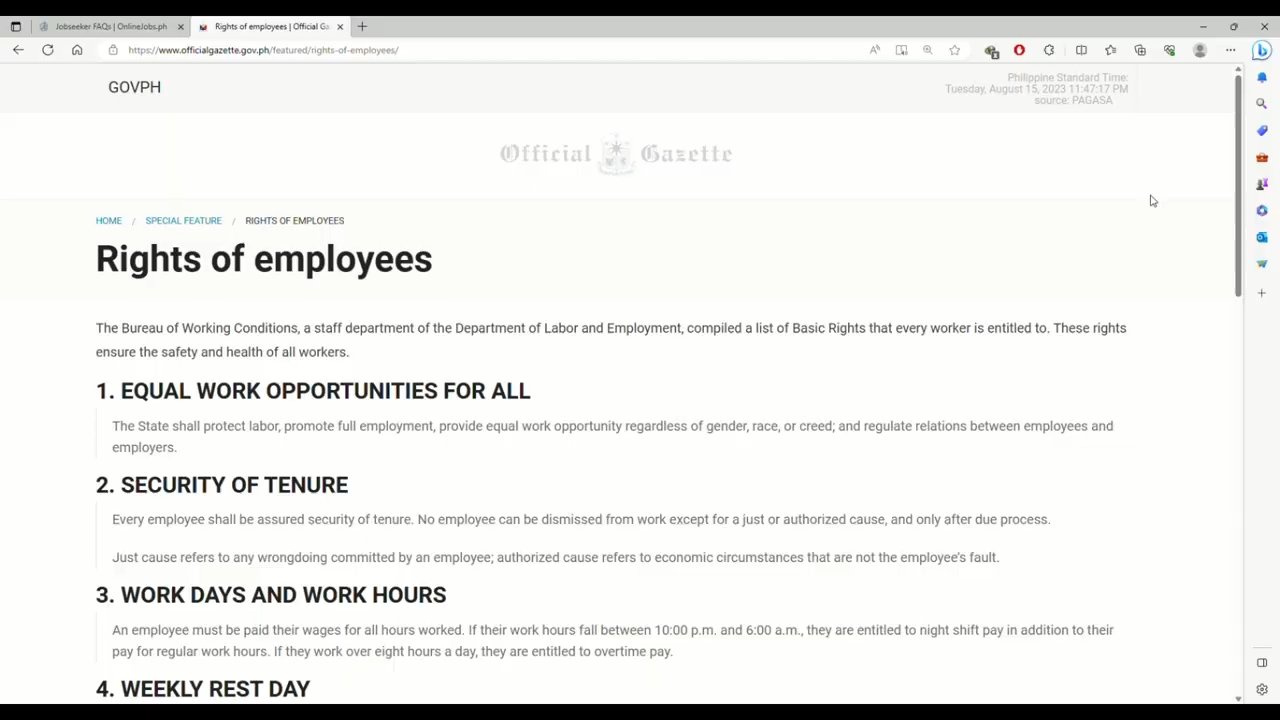 Jobseeker FAQs | OnlineJobs.ph
Rights of employees | Official Ga
https://www.officialgazette.gov.ph/featured/rights-of-employees/
GOVPH
Philippine Standard Time:
Tuesday, August 15, 2023 11:47:17 PM
source: PAGASA
Official Gazette
HOME / SPECIAL FEATURE / RIGHTS OF EMPLOYEES
Rights of employees
The Bureau of Working Conditions, a staff department of the Department of Labor and Employment, compiled a list of Basic Rights that every worker is entitled to. These rights
ensure the safety and health of all workers.
1. EQUAL WORK OPPORTUNITIES FOR ALL
The State shall protect labor, promote full employment, provide equal work opportunity regardless of gender, race, or creed; and regulate relations between employees and
employers.
2. SECURITY OF TENURE
Every employee shall be assured security of tenure. No employee can be dismissed from work except for a just or authorized cause, and only after due process.
Just cause refers to any wrongdoing committed by an employee; authorized cause refers to economic circumstances that are not the employee's fault.
3. WORK DAYS AND WORK HOURS
An employee must be paid their wages for all hours worked. If their work hours fall between 10:00 p.m. and 6:00 a.m., they are entitled to night shift pay in addition to their
pay for regular work hours. If they work over eight hours a day, they are entitled to overtime pay.
4. WEEKLY REST DAY